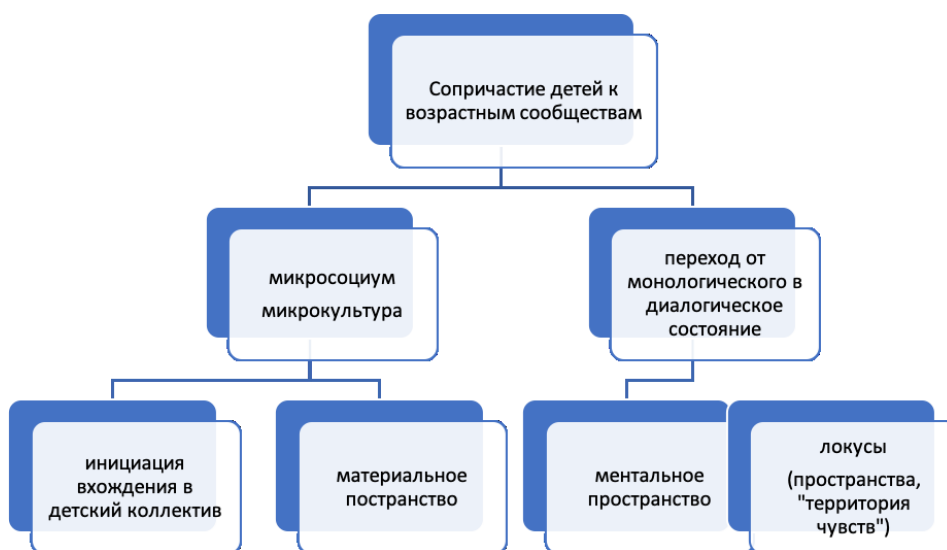 Сопричастие детей к
возрастным сообществам
микросоциум
микрокультура
переход от
монологического в
диалогическое
состояние
инициация
вхождения в
детский коллектив
материальное
постранство
ментальное
пространство
локусы
(пространства,
"территория
чувств")